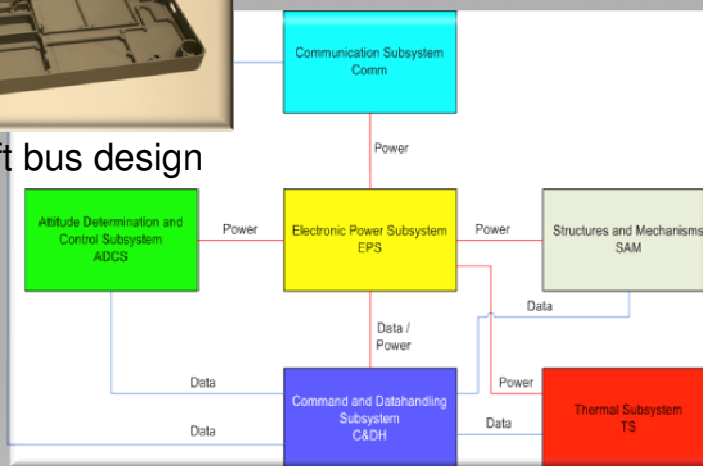 Communication Subsystem
Comm
Power
bus design
Attitude Determination and
Control Subsystem
ADCS
Power
Electronic Power Subsystem
EPS
Power
Structures and Mechanisms
SAM
Data
Data /
Power
Data
Command and Datahandling
Subsystem
C&DH
Power
Data
Thermal Subsystem
TS
Data